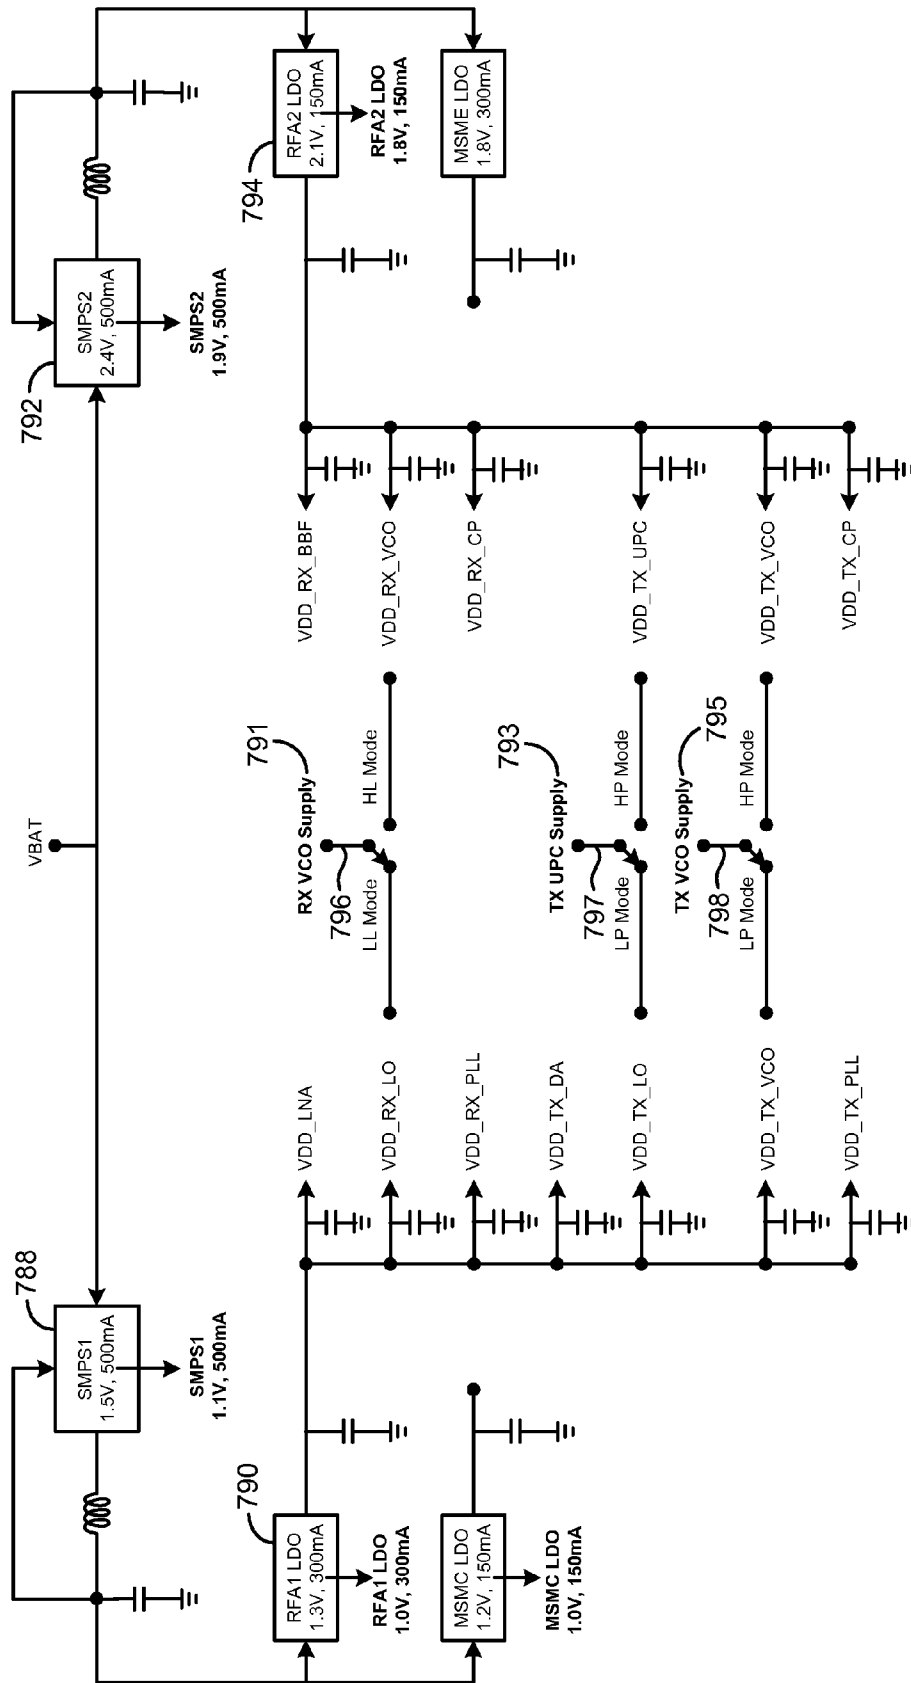 VBAT
788
SMPS1
1.5V, 500mA
SMPS1
1.1V, 500mA
792
SMPS2
2.4V, 500mA
SMPS2
1.9V, 500mA
790
RFA1 LDO
1.3V, 300mA
RFA1 LDO
1.0V, 300mA
MSMC LDO
1.2V, 150mA
MSMC LDO
1.0V, 150mA
794
RFA2 LDO
2.1V, 150mA
RFA2 LDO
1.8V, 150mA
MSME LDO
1.8V, 300mA
VDD_LNA
VDD_RX_LO
VDD_RX_PLL
VDD_TX_DA
VDD_TX_LO
VDD_TX_VCO
VDD_TX_PLL
791
RX VCO Supply
796
LL Mode
HL Mode
793
TX UPC Supply
797
LP Mode
HP Mode
795
TX VCO Supply
798
LP Mode
HP Mode
VDD_RX_BBF
VDD_RX_VCO
VDD_RX_CP
VDD_TX_UPC
VDD_TX_VCO
VDD_TX_CP